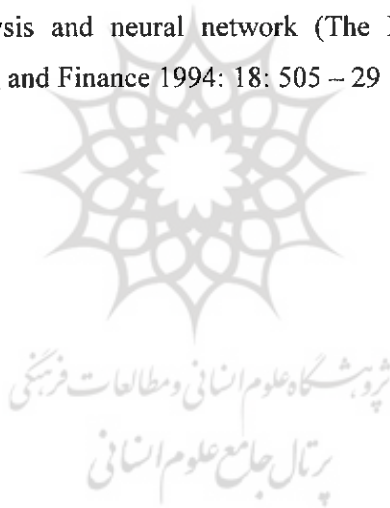 ysis and neural network (The
and Finance 1994: 18: 505 – 29
پژوهشگاه علوم انسانی و مطالعات فرهنگی
پرتال جامع علوم انسانی